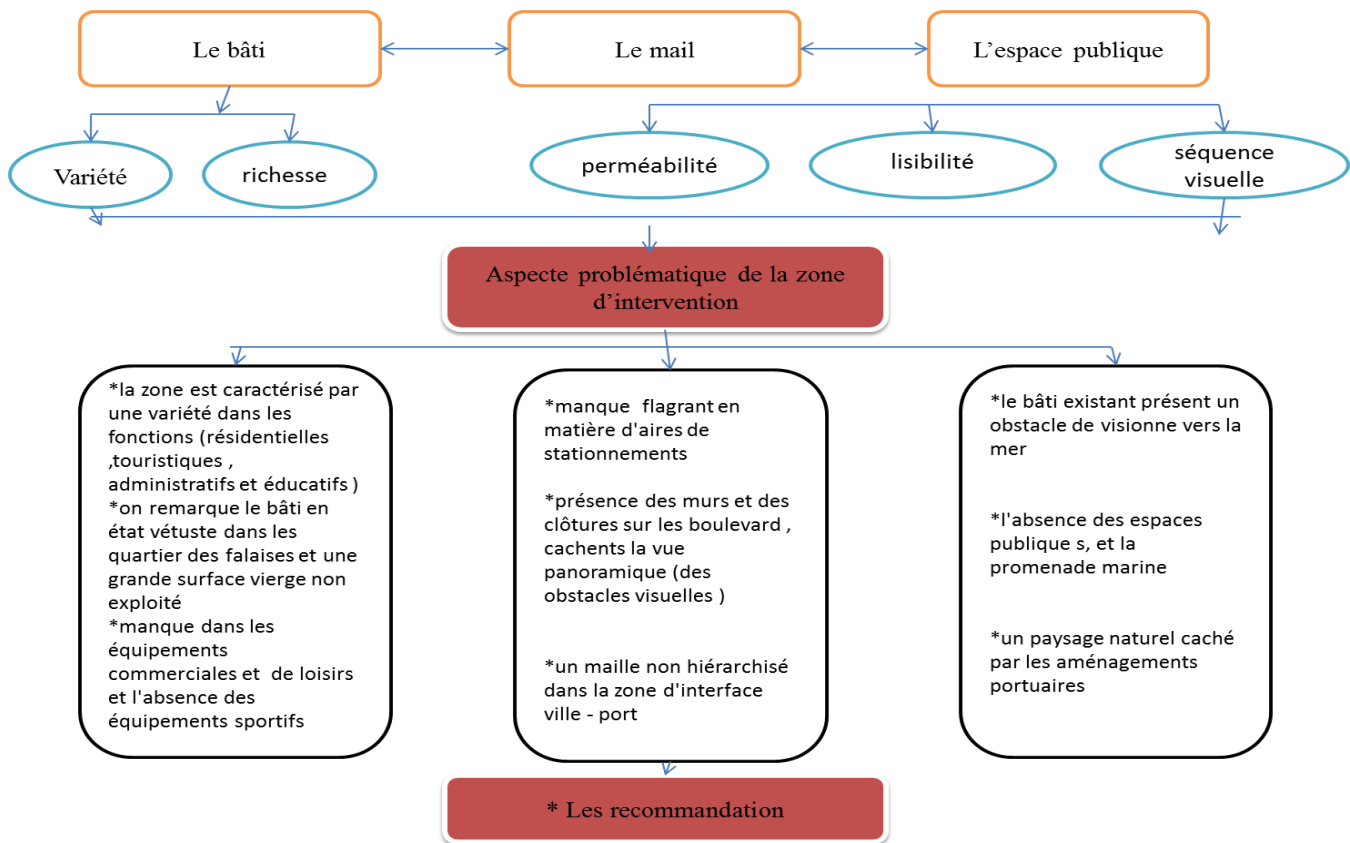 Le bâti
Le mail
L'espace publique
Variété
richesse
perméabilité
lisibilité
séquence
visuelle
Aspecte problématique de la zone
d'intervention
*la zone est caractérisé par
une variété dans les
fonctions (résidentielles
,touristiques ,
administratifs et éducatifs )
*on remarque le bâti en
état vétuste dans les
quartier des falaises et une
grande surface vierge non
exploité
*manque dans les
équipements
commerciales et de loisirs
et l'absence des
équipements sportifs
*manque flagrant en
matière d'aires de
stationnements
*présence des murs et des
clôtures sur les boulevard ,
cachents la vue
panoramique (des
obstacles visuelles )
*un maille non hiérarchisé
dans la zone d'interface
ville - port
*le bâti existant présent un
obstacle de visionne vers la
mer
*l'absence des espaces
publique s, et la
promenade marine
*un paysage naturel caché
par les aménagements
portuaires
* Les recommandation